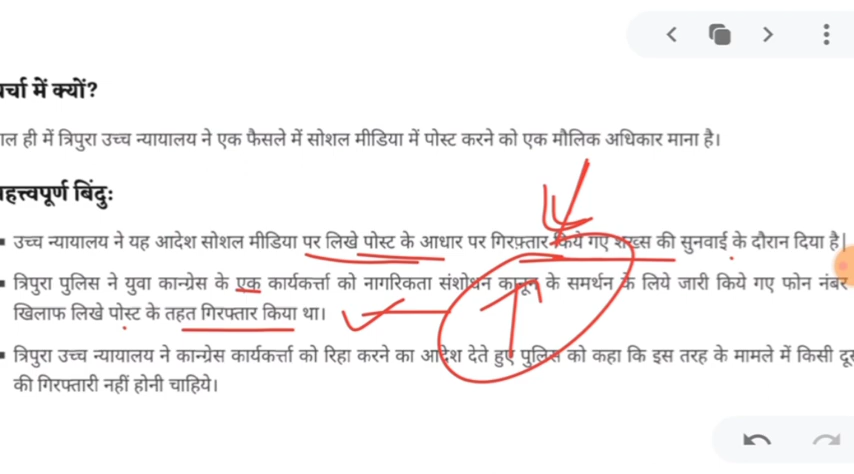 र्चा में क्यों?
ाल ही में त्रिपुरा उच्च न्यायालय ने एक फैसले में सोशल मीडिया में पोस्ट करने को एक मौलिक अधिकार माना है।
हत्त्वपूर्ण बिंदु:
उच्च न्यायालय ने यह आदेश सोशल मीडिया पर लिखे पोस्ट के आधार पर गिरफ़्तार किये गए शख्स की सुनवाई के दौरान दिया है।
त्रिपुरा पुलिस ने युवा कान्ग्रेस के एक कार्यकर्त्ता को नागरिकता संशोधन कानून के समर्थन के लिये जारी किये गए फोन नंबर
खिलाफ लिखे पोस्ट के तहत गिरफ्तार किया था।
त्रिपुरा उच्च न्यायालय ने कान्ग्रेस कार्यकर्त्ता को रिहा करने का आदेश देते हुए पुलिस को कहा कि इस तरह के मामले में किसी दूस
की गिरफ्तारी नहीं होनी चाहिये।